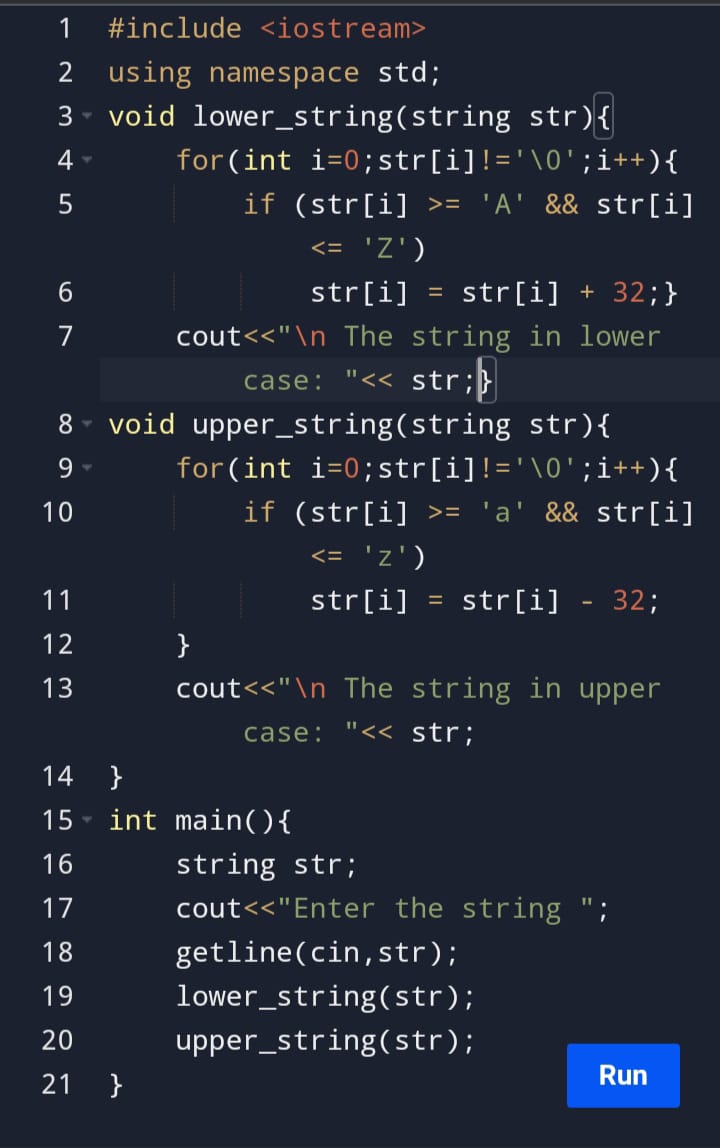 1 #include <iostream>
2 using namespace std;
3 void lower_string(string str){
4 for(int i=0;str[i]!='\0';i++){
5 if (str[i] >= 'A' && str[i]
<= 'Z')
6 str[i] = str[i] + 32;}
7 cout<<"\n The string in lower
case: "<< str;}
8 void upper_string(string str){
9 for(int i=0;str[i]!='\0';i++){
10 if (str[i] >= 'a' && str[i]
<= 'z')
11 str[i] = str[i] - 32;
12 }
13 cout<<"\n The string in upper
case: "<< str;
14 }
15 int main(){
16 string str;
17 cout<<"Enter the string ";
18 getline(cin,str);
19 lower_string(str);
20 upper_string(str);
21 }
Run